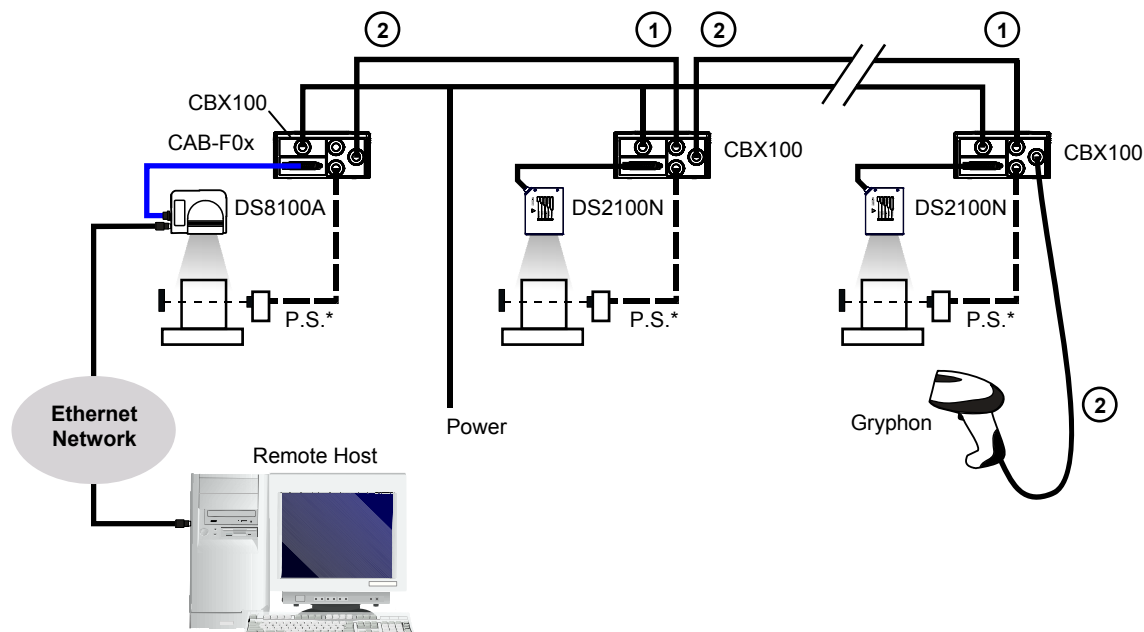 2
1
2
1
CBX100
CAB-F0x
CBX100
CBX100
DS8100A
DS2100N
DS2100N
P.S.*
P.S.*
P.S.*
Ethernet
Network
Power
Gryphon
2
Remote Host